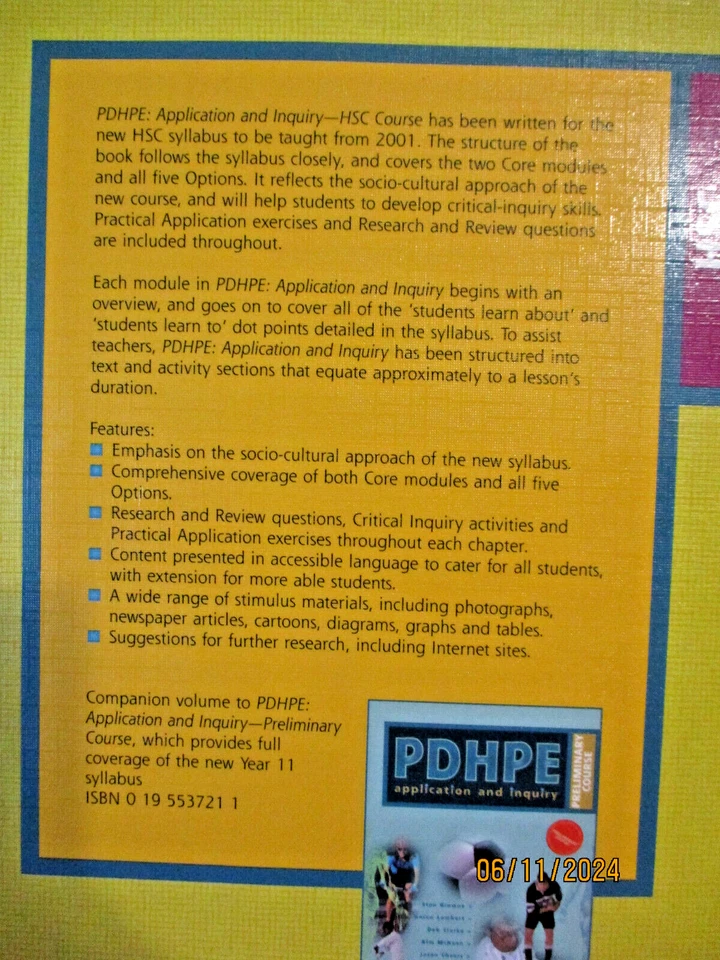 PDHPE: Application and Inquiry—HSC Course has been written for the
new HSC syllabus to be taught from 2001. The structure of the
book follows the syllabus closely, and covers the two Core modules
and all five Options. It reflects the socio-cultural approach of the
new course, and will help students to develop critical-inquiry skills.
Practical Application exercises and Research and Review questions
are included throughout.
Each module in PDHPE: Application and Inquiry begins with an
overview, and goes on to cover all of the ‘students learn about’ and
‘students learn to’ dot points detailed in the syllabus. To assist
teachers, PDHPE: Application and Inquiry has been structured into
text and activity sections that equate approximately to a lesson’s
duration.
Features:
Emphasis on the socio-cultural approach of the new syllabus.
Comprehensive coverage of both Core modules and all five
Options.
Research and Review questions, Critical Inquiry activities and
Practical Application exercises throughout each chapter.
Content presented in accessible language to cater for all students,
with extension for more able students.
A wide range of stimulus materials, including photographs,
newspaper articles, cartoons, diagrams, graphs and tables.
Suggestions for further research, including Internet sites.
Companion volume to PDHPE:
Application and Inquiry—Preliminary
Course, which provides full
coverage of the new Year 11
syllabus
ISBN 0 19 553721 1
PDHPE
application and inquiry
PRELIMINARY
COURSE
06/11/2024